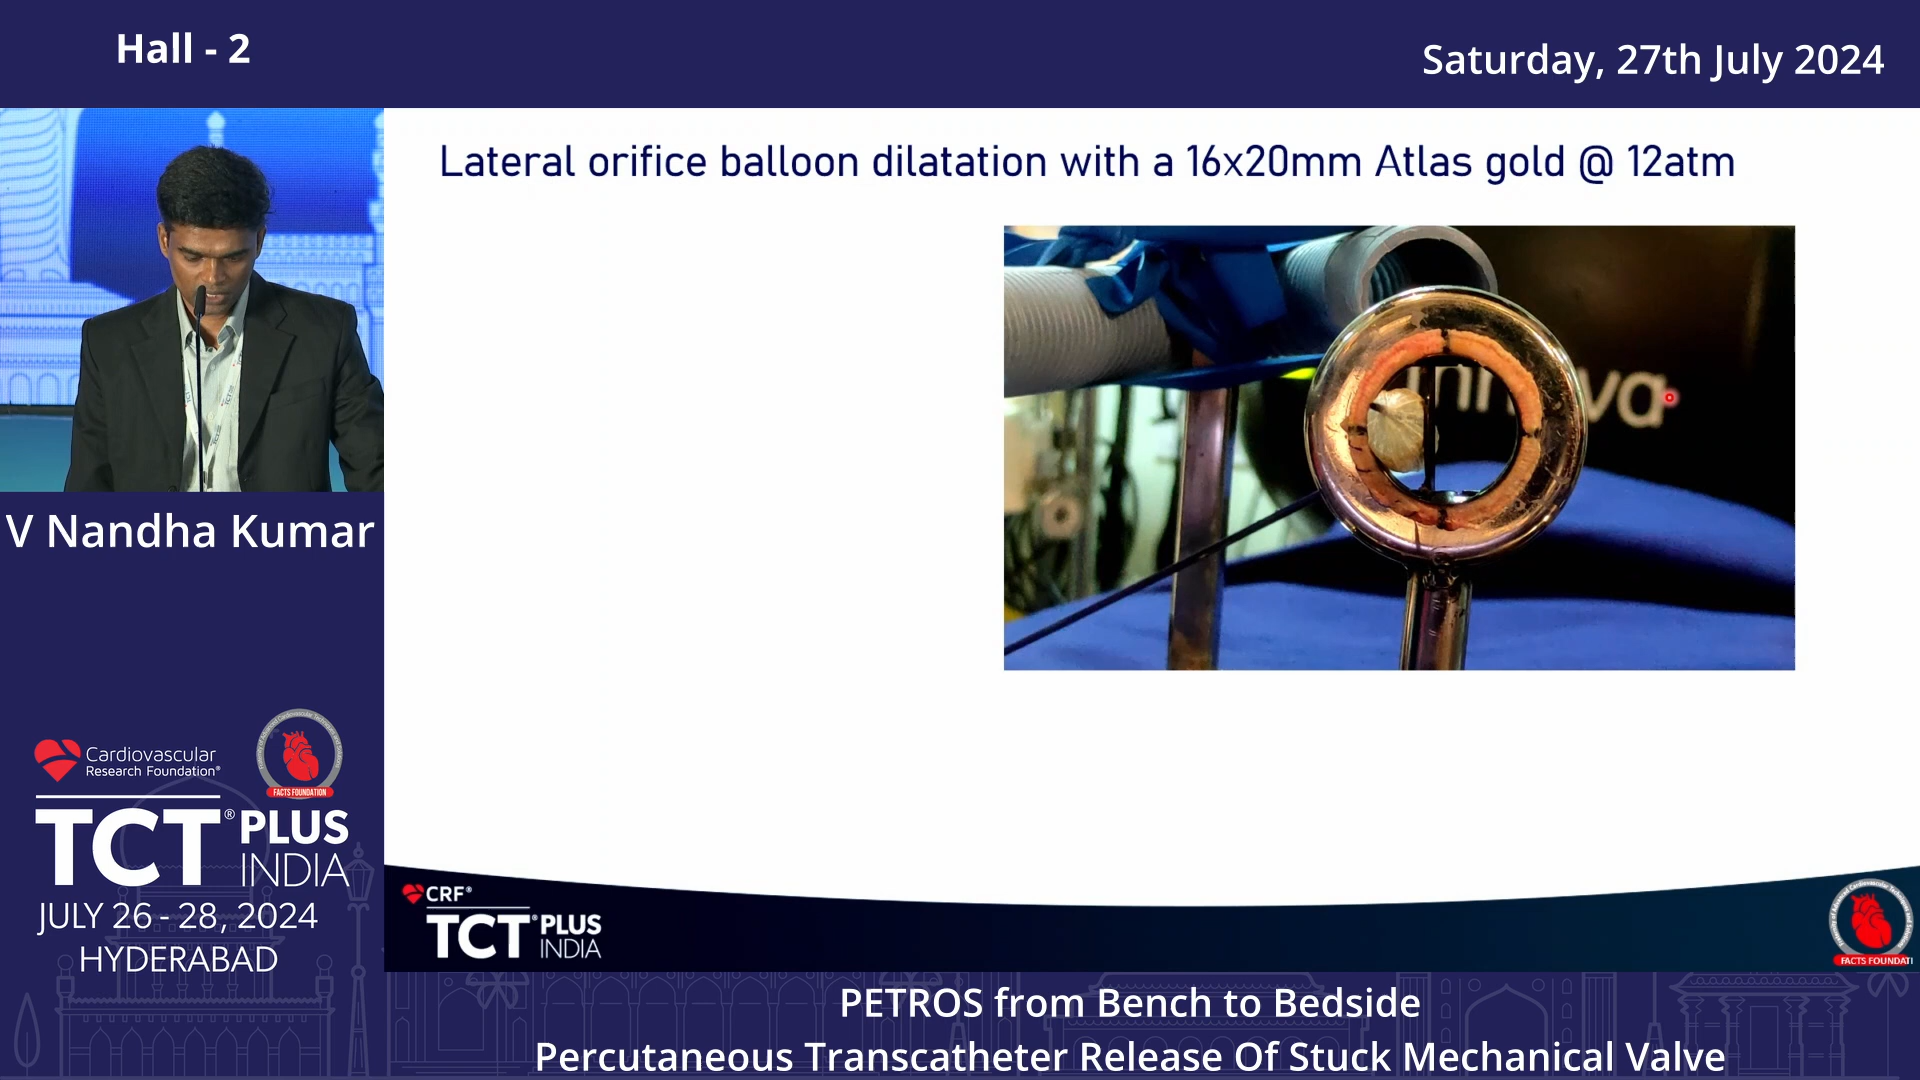 Hall - 2
Saturday, 27th July 2024
Lateral orifice balloon dilatation with a 16x20mm Atlas gold @ 12atm
V Nandha Kumar
Cardiovascular
Research Foundation®
FACTS FOUNDATION
TCT® PLUS
INDIA
JULY 26 - 28, 2024
HYDERABAD
CRF®
TCT® PLUS
INDIA
FACTS FOUNDATI
PETROS from Bench to Bedside
Percutaneous Transcatheter Release Of Stuck Mechanical Valve